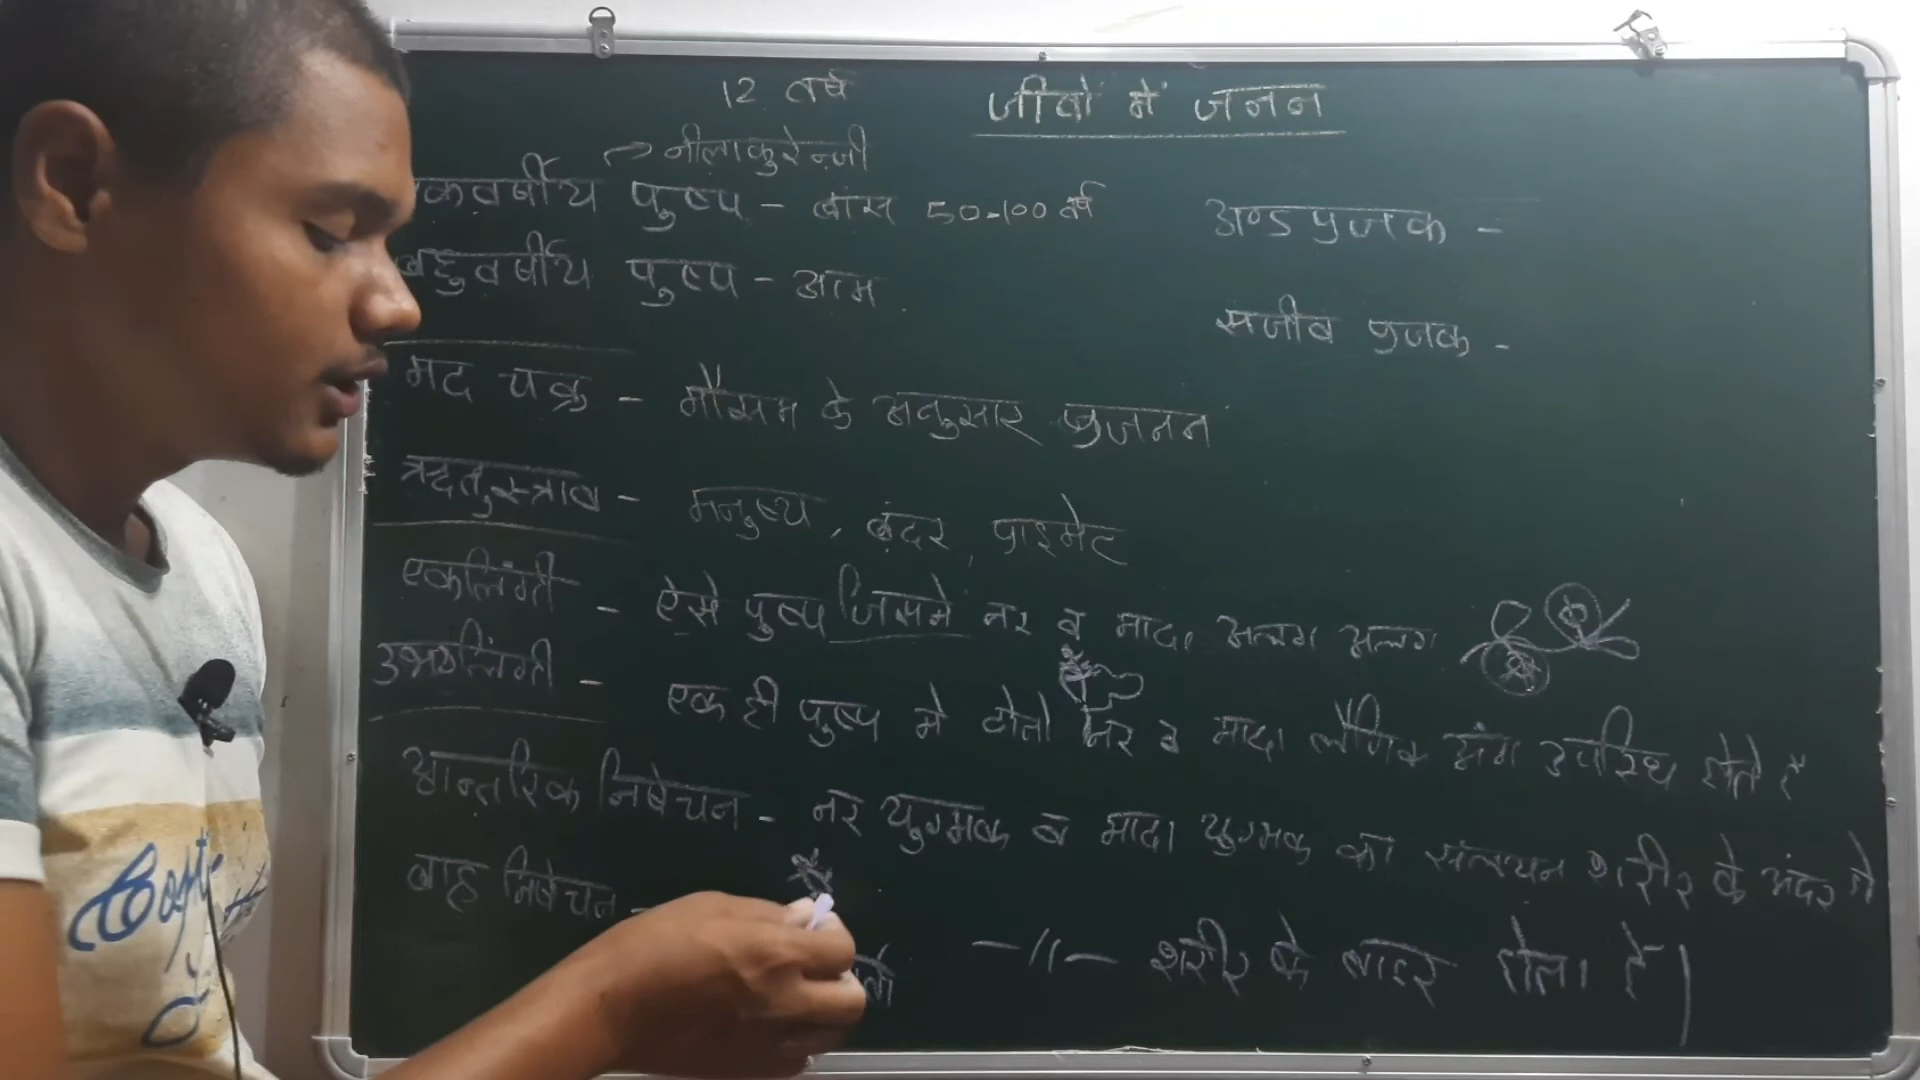 12 वर्ष
जीवों में जनन
→ नीलाकुरेन्जी
एकवर्षीय पुष्प - बांस 50-100 वर्ष
बहुवर्षीय पुष्प - आम
अण्ड प्रजक -
सजीव प्रजक -
मद चक्र - मौसम के अनुसार प्रजनन
ऋतुस्त्राव - मनुष्य, बंदर, प्राइमेट
एकलिंगी - ऐसे पुष्प जिसमे नर व मादा अलग अलग
उभयलिंगी - एक ही पुष्प मे दोनो नर व मादा लैंगिक अंग उपस्थि होते है
आन्तरिक निषेचन - नर युग्मक व मादा युग्मक का संलयन शरीर के अंदर मे
बाह निषेचन - -//- शरीर के बाहर होता है।